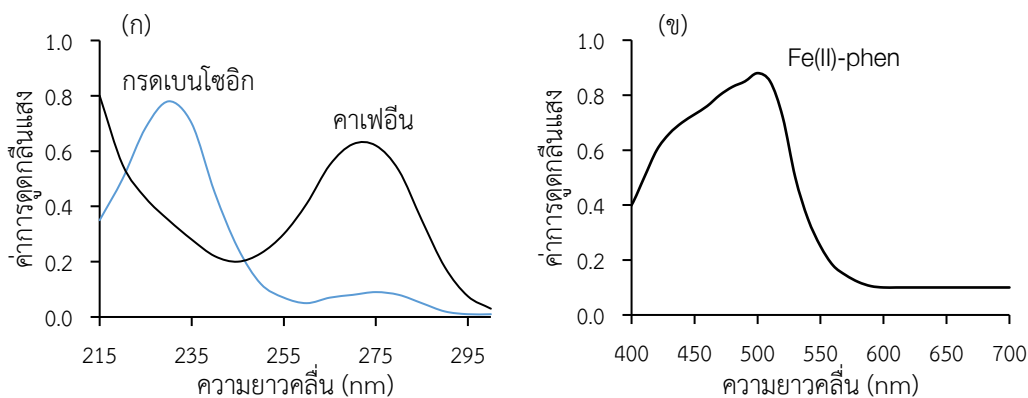 (ก)
1.0
0.8
0.6
0.4
0.2
0.0
ค่าการดูดกลืนแสง
กรดเบนโซอิก
คาเฟอีน
215 235 255 275 295
ความยาวคลื่น (nm)
(ข)
1.0
0.8
0.6
0.4
0.2
0.0
ค่าการดูดกลืนแสง
Fe(II)-phen
400 450 500 550 600 650 700
ความยาวคลื่น (nm)